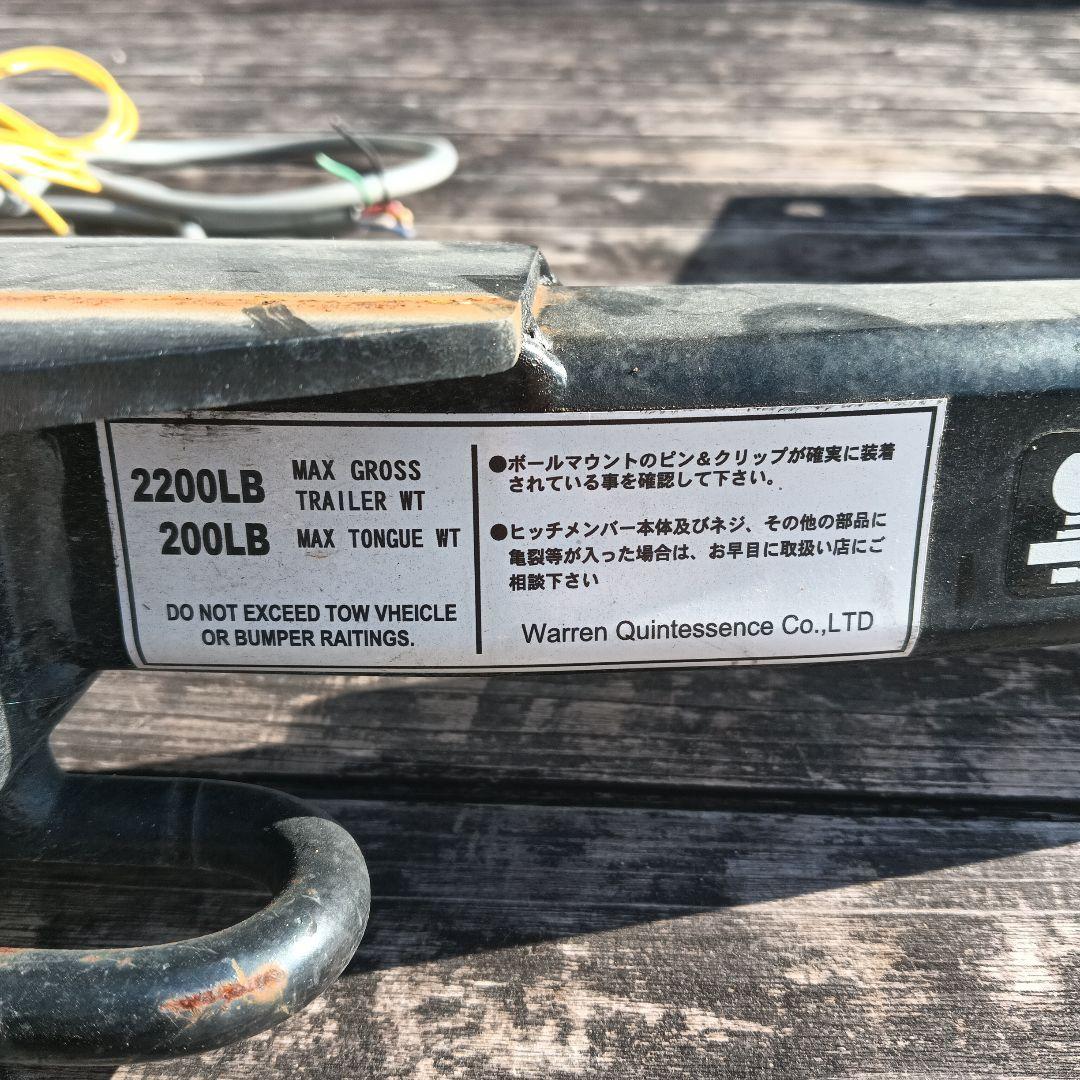 2200LB MAX GROSS
TRAILER WT
200LB MAX TONGUE WT
DO NOT EXCEED TOW VHEICLE
OR BUMPER RAITINGS.
●ボールマウントのピン＆クリップが確実に装着
されている事を確認して下さい。
●ヒッチメンバー本体及びネジ、その他の部品に
亀裂等が入った場合は、お早目に取扱い店にご
相談下さい
Warren Quintessence Co.,LTD